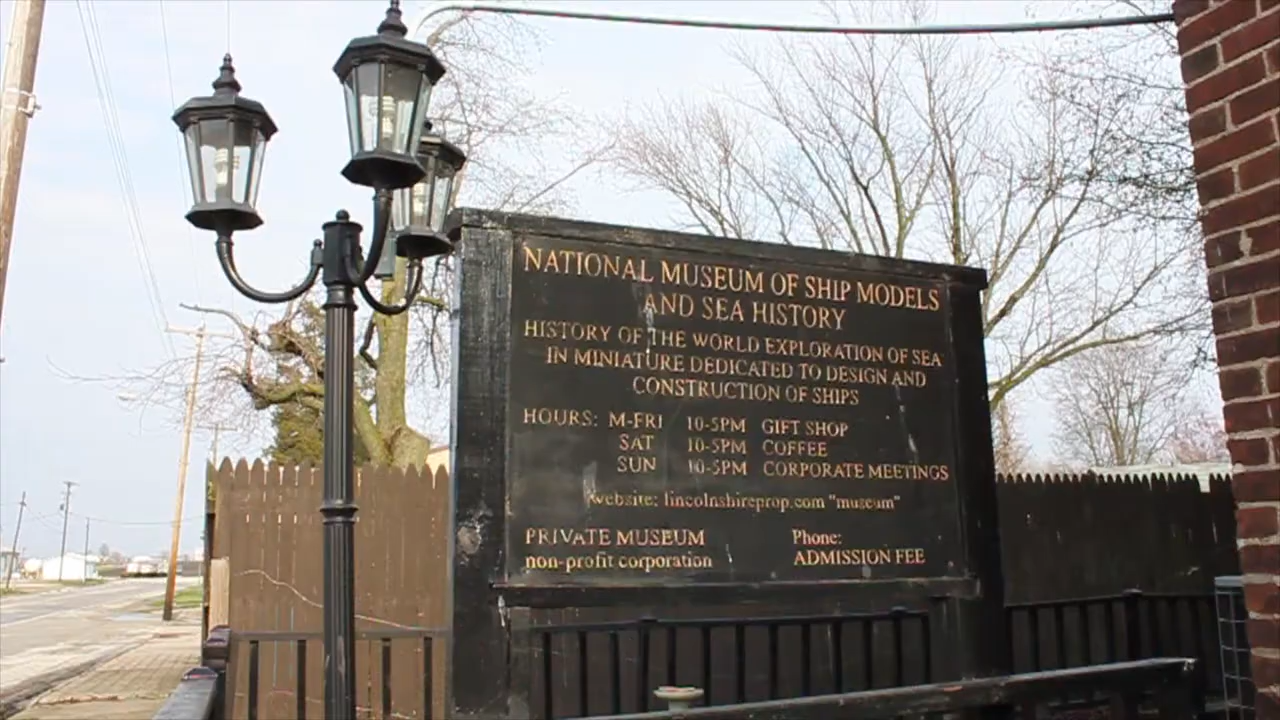 NATIONAL MUSEUM OF SHIP MODELS
AND SEA HISTORY
HISTORY OF THE WORLD EXPLORATION OF SEA
IN MINIATURE DEDICATED TO DESIGN AND
CONSTRUCTION OF SHIPS
HOURS: M-FRI 10-5PM GIFT SHOP
SAT 10-5PM COFFEE
SUN 10-5PM CORPORATE MEETINGS
website: lincolnshireprop.com "museum"
PRIVATE MUSEUM Phone:
non-profit corporation ADMISSION FEE